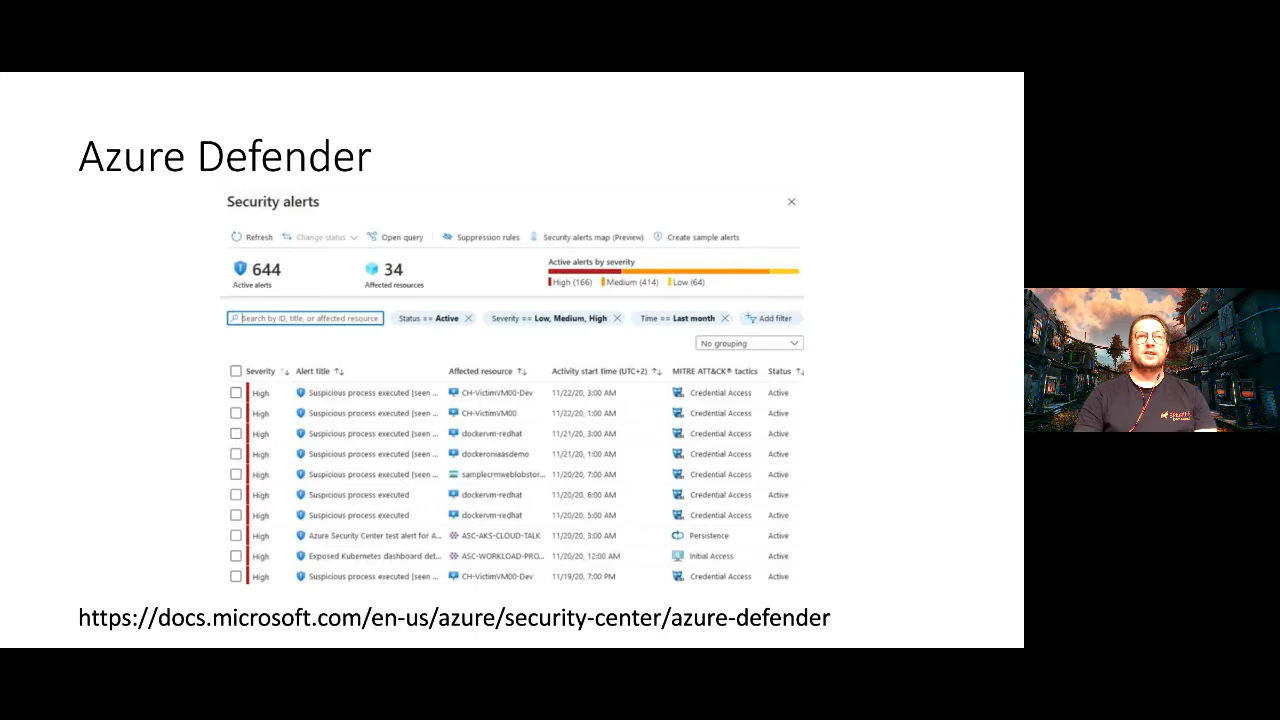 Azure Defender
Security alerts
Refresh Change status Open query Suppression rules Security alerts map (Preview) Create sample alerts
644 34 Active alerts by severity
Active alerts Affected resources High (166) Medium (414) Low (64)
Search by ID, title, or affected resource Status == Active Severity == Low, Medium, High Time == Last month Add filter
No grouping
Severity Alert title Affected resource Activity start time (UTC+2) MITRE ATT&CK® tactics Status
High Suspicious process executed [seen ... CH-VictimVM00-Dev 11/22/20, 3:00 AM Credential Access Active
High Suspicious process executed [seen ... CH-VictimVM00 11/22/20, 1:00 AM Credential Access Active
High Suspicious process executed [seen ... dockervm-redhat 11/21/20, 3:00 AM Credential Access Active
High Suspicious process executed [seen ... dockeroniaasdemo 11/21/20, 1:00 AM Credential Access Active
High Suspicious process executed [seen ... samplecrmweblobstor... 11/20/20, 7:00 AM Credential Access Active
High Suspicious process executed dockervm-redhat 11/20/20, 6:00 AM Credential Access Active
High Suspicious process executed dockervm-redhat 11/20/20, 5:00 AM Credential Access Active
High Azure Security Center test alert for A... ASC-AKS-CLOUD-TALK 11/20/20, 3:00 AM Persistence Active
High Exposed Kubernetes dashboard det... ASC-WORKLOAD-PRO... 11/20/20, 12:00 AM Initial Access Active
High Suspicious process executed [seen ... CH-VictimVM00-Dev 11/19/20, 7:00 PM Credential Access Active
https://docs.microsoft.com/en-us/azure/security-center/azure-defender